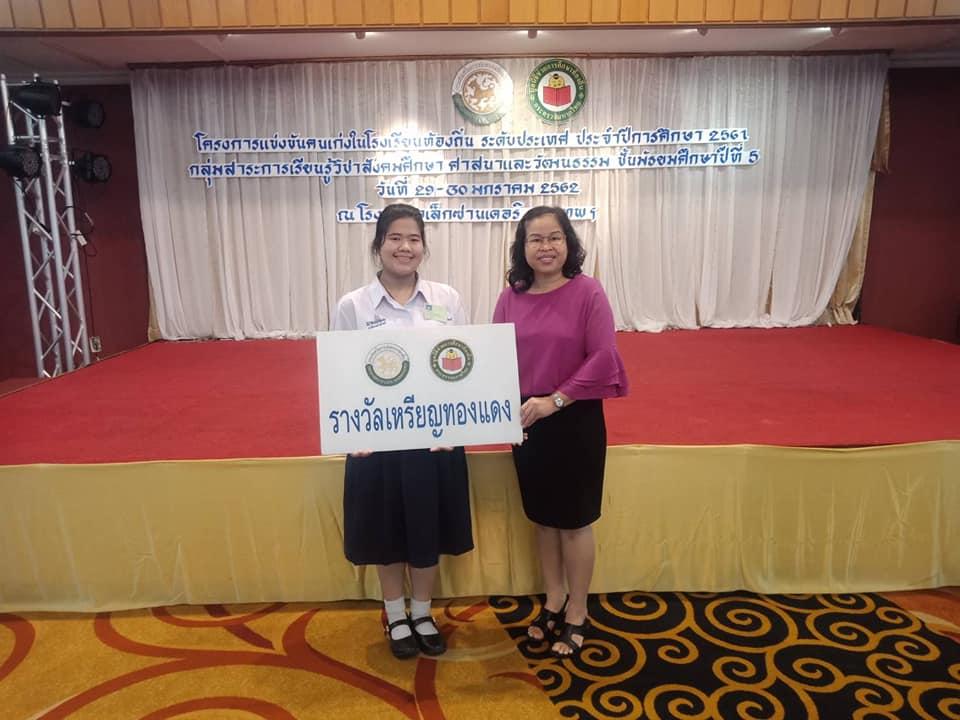 โครงการแข่งขันคนเก่งในโรงเรียนท้องถิ่น ระดับประเทศ ประจำปีการศึกษา 2561
กลุ่มสาระการเรียนรู้วิชาสังคมศึกษา ศาสนาและวัฒนธรรม ชั้นมัธยมศึกษาปีที่ 5
วันที่ 29-30 มกราคม 2562
ณ
รางวัลเหรียญทองแดง